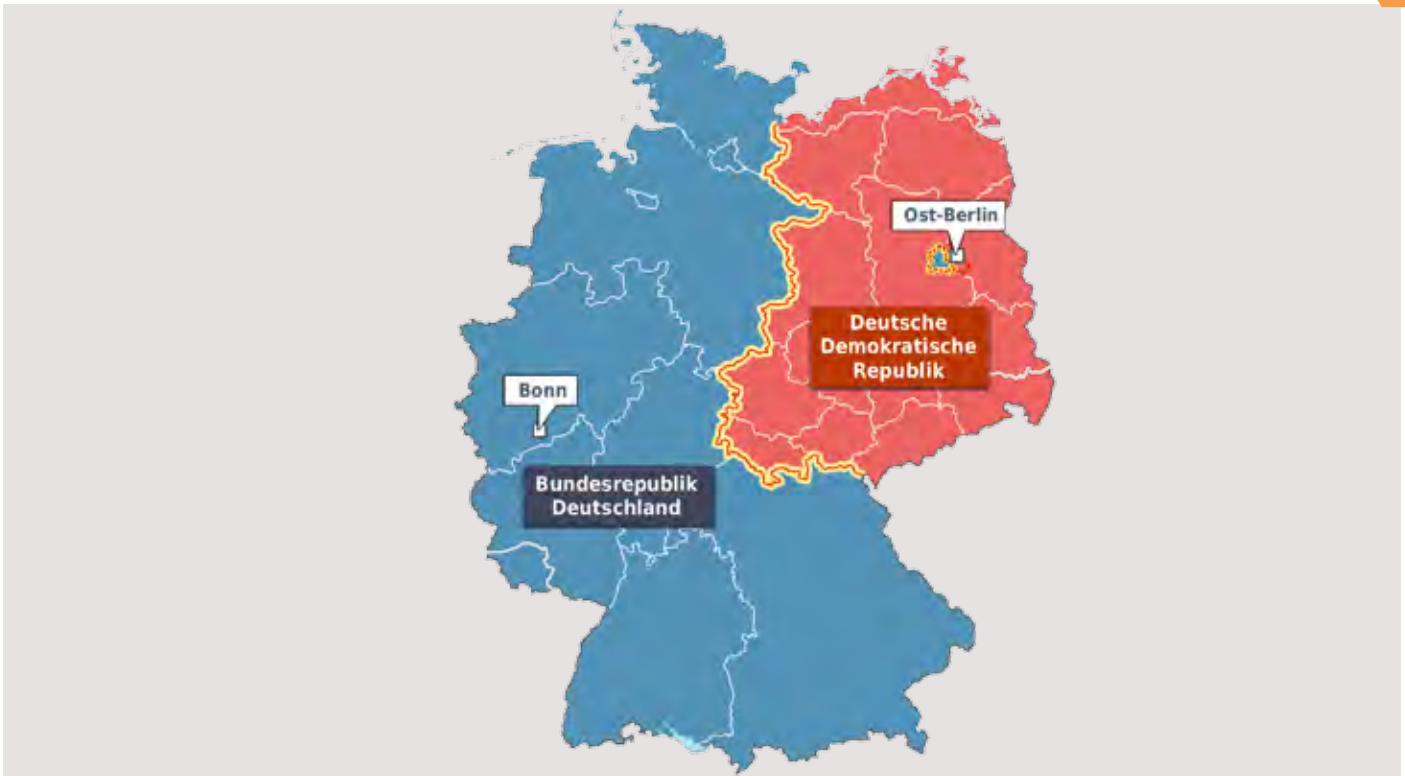 Ost-Berlin
Deutsche
Demokratische
Republik
Bonn
Bundesrepublik
Deutschland